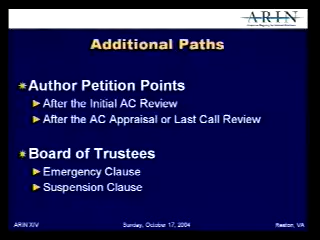 ARIN
Additional Paths
Author Petition Points
After the Initial AC Review
After the AC Appraisal or Last Call Review
Board of Trustees
Emergency Clause
Suspension Clause
ARIN XIV
Sunday, October 17, 2004
Reston, VA